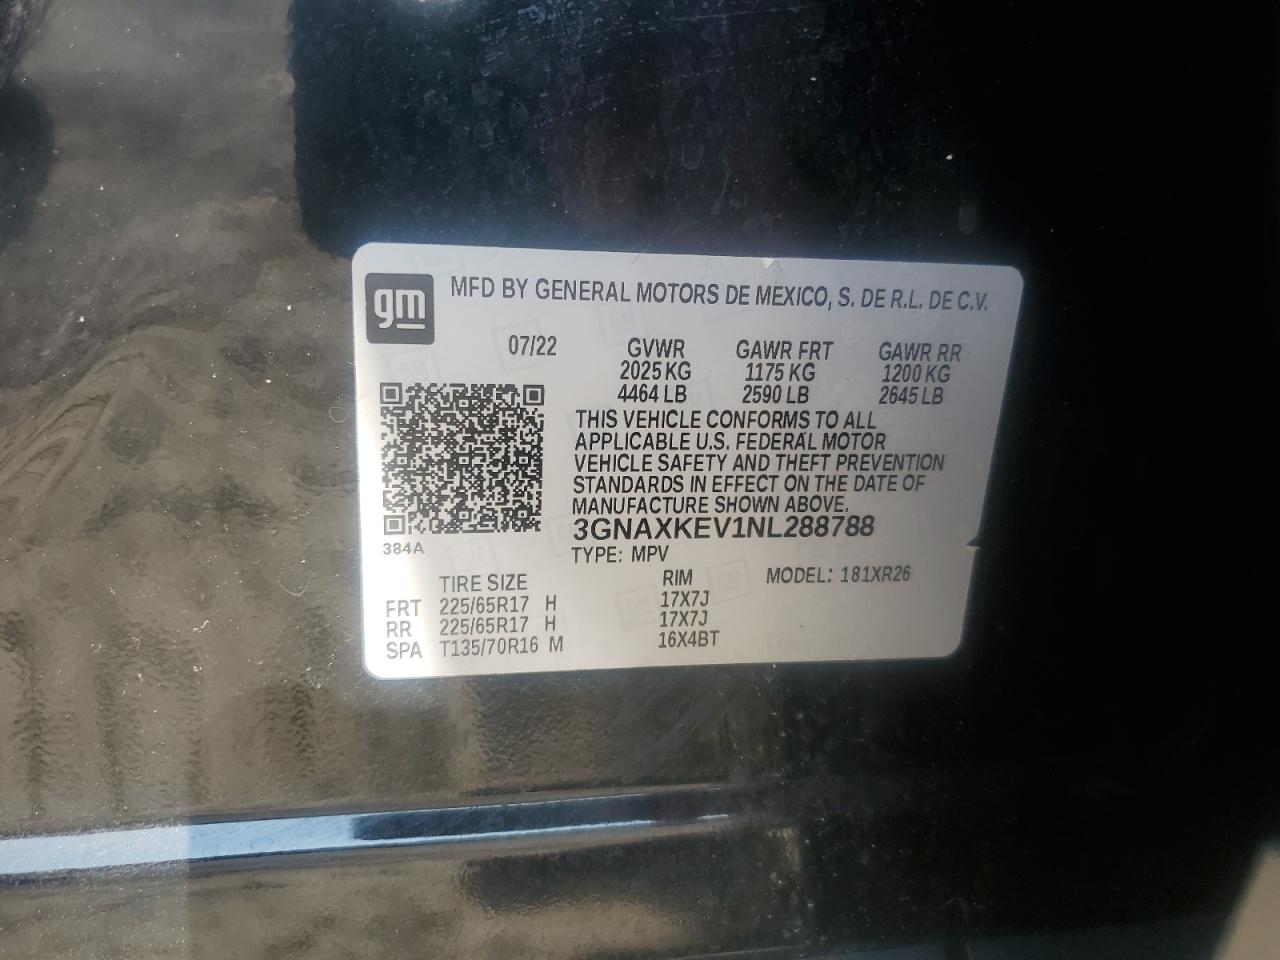 gm
MFD BY GENERAL MOTORS DE MEXICO, S. DE R.L. DE C.V.
07/22 GVWR GAWR FRT GAWR RR
2025 KG 1175 KG 1200 KG
4464 LB 2590 LB 2645 LB
THIS VEHICLE CONFORMS TO ALL
APPLICABLE U.S. FEDERAL MOTOR
VEHICLE SAFETY AND THEFT PREVENTION
STANDARDS IN EFFECT ON THE DATE OF
MANUFACTURE SHOWN ABOVE.
3GNAXKEV1NL288788
384A
TYPE: MPV
TIRE SIZE RIM MODEL: 181XR26
FRT 225/65R17 H 17X7J
RR 225/65R17 H 17X7J
SPA T135/70R16 M 16X4BT